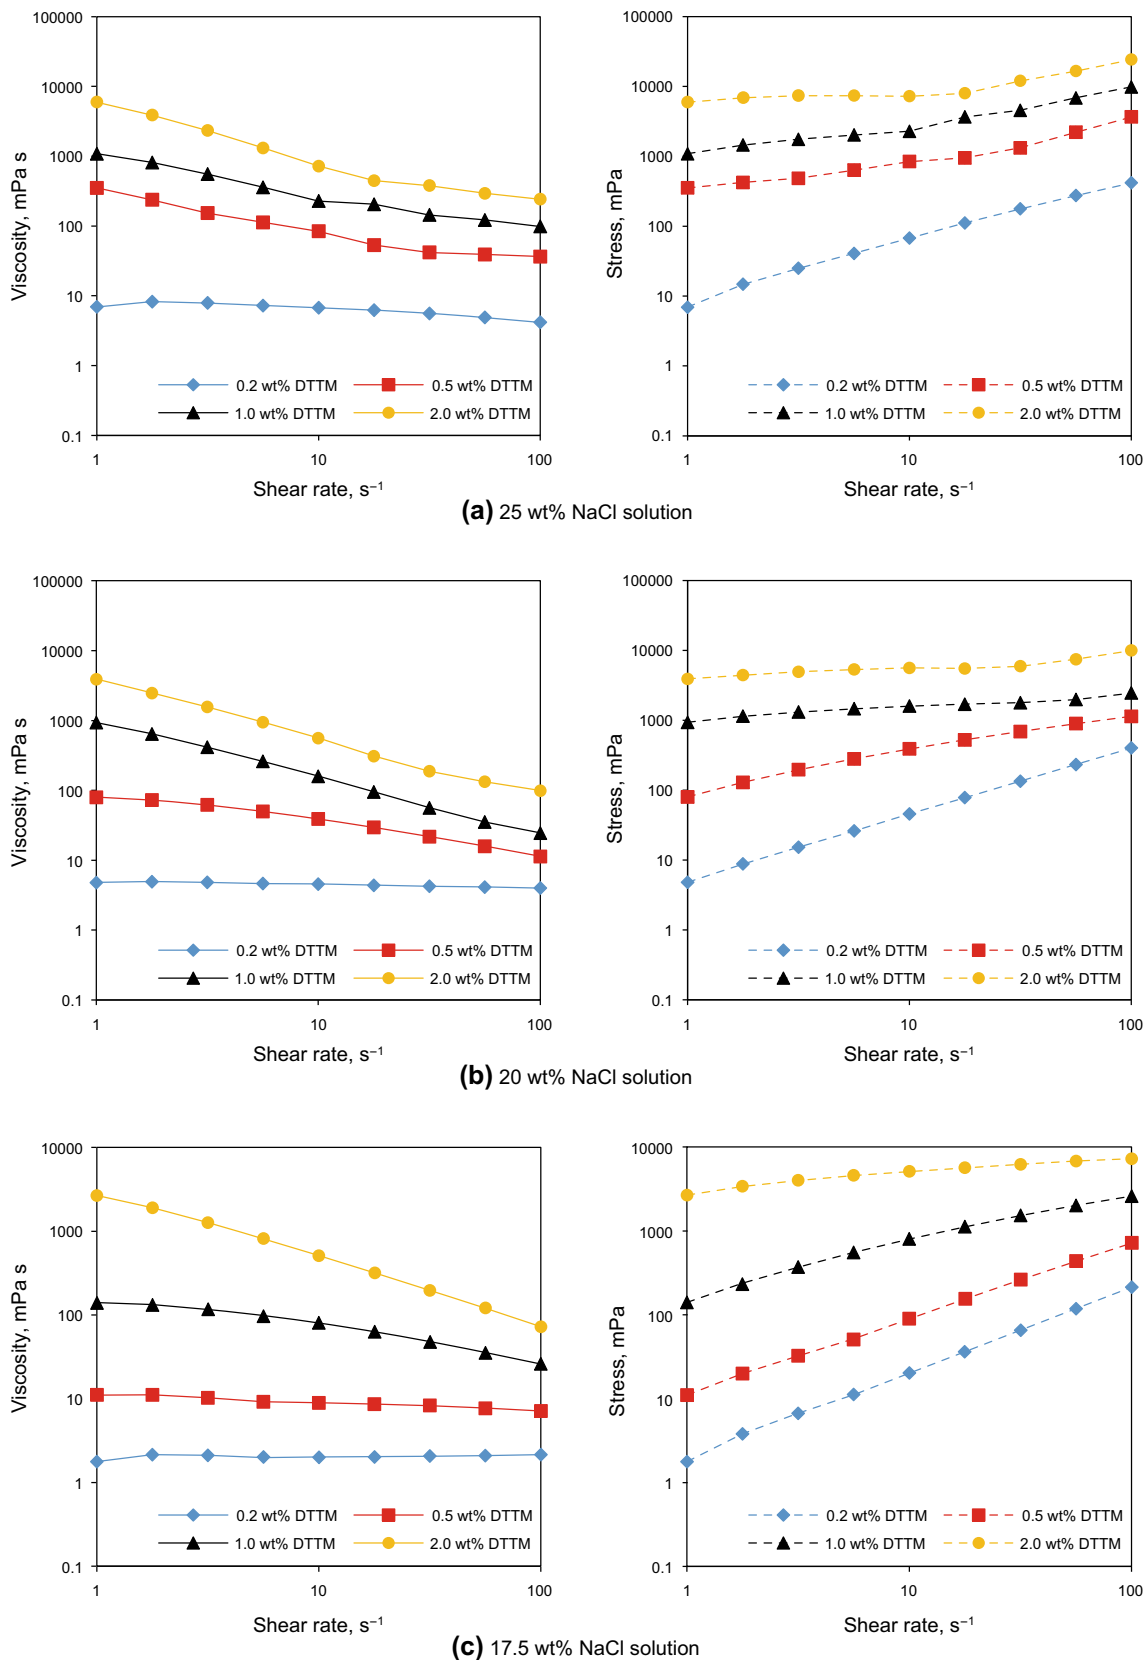 100000
10000
1000
100
10
1
0.1
Viscosity, mPa s
0.2 wt% DTTM
0.5 wt% DTTM
1.0 wt% DTTM
2.0 wt% DTTM
1
10
100
Shear rate, s⁻¹
100000
10000
1000
100
10
1
0.1
Stress, mPa
0.2 wt% DTTM
0.5 wt% DTTM
1.0 wt% DTTM
2.0 wt% DTTM
1
10
100
Shear rate, s⁻¹
(a) 25 wt% NaCl solution
100000
10000
1000
100
10
1
0.1
Viscosity, mPa s
0.2 wt% DTTM
0.5 wt% DTTM
1.0 wt% DTTM
2.0 wt% DTTM
1
10
100
Shear rate, s⁻¹
100000
10000
1000
100
10
1
0.1
Stress, mPa
0.2 wt% DTTM
0.5 wt% DTTM
1.0 wt% DTTM
2.0 wt% DTTM
1
10
100
Shear rate, s⁻¹
(b) 20 wt% NaCl solution
10000
1000
100
10
1
0.1
Viscosity, mPa s
0.2 wt% DTTM
0.5 wt% DTTM
1.0 wt% DTTM
2.0 wt% DTTM
1
10
100
Shear rate, s⁻¹
10000
1000
100
10
1
0.1
Stress, mPa
0.2 wt% DTTM
0.5 wt% DTTM
1.0 wt% DTTM
2.0 wt% DTTM
1
10
100
Shear rate, s⁻¹
(c) 17.5 wt% NaCl solution